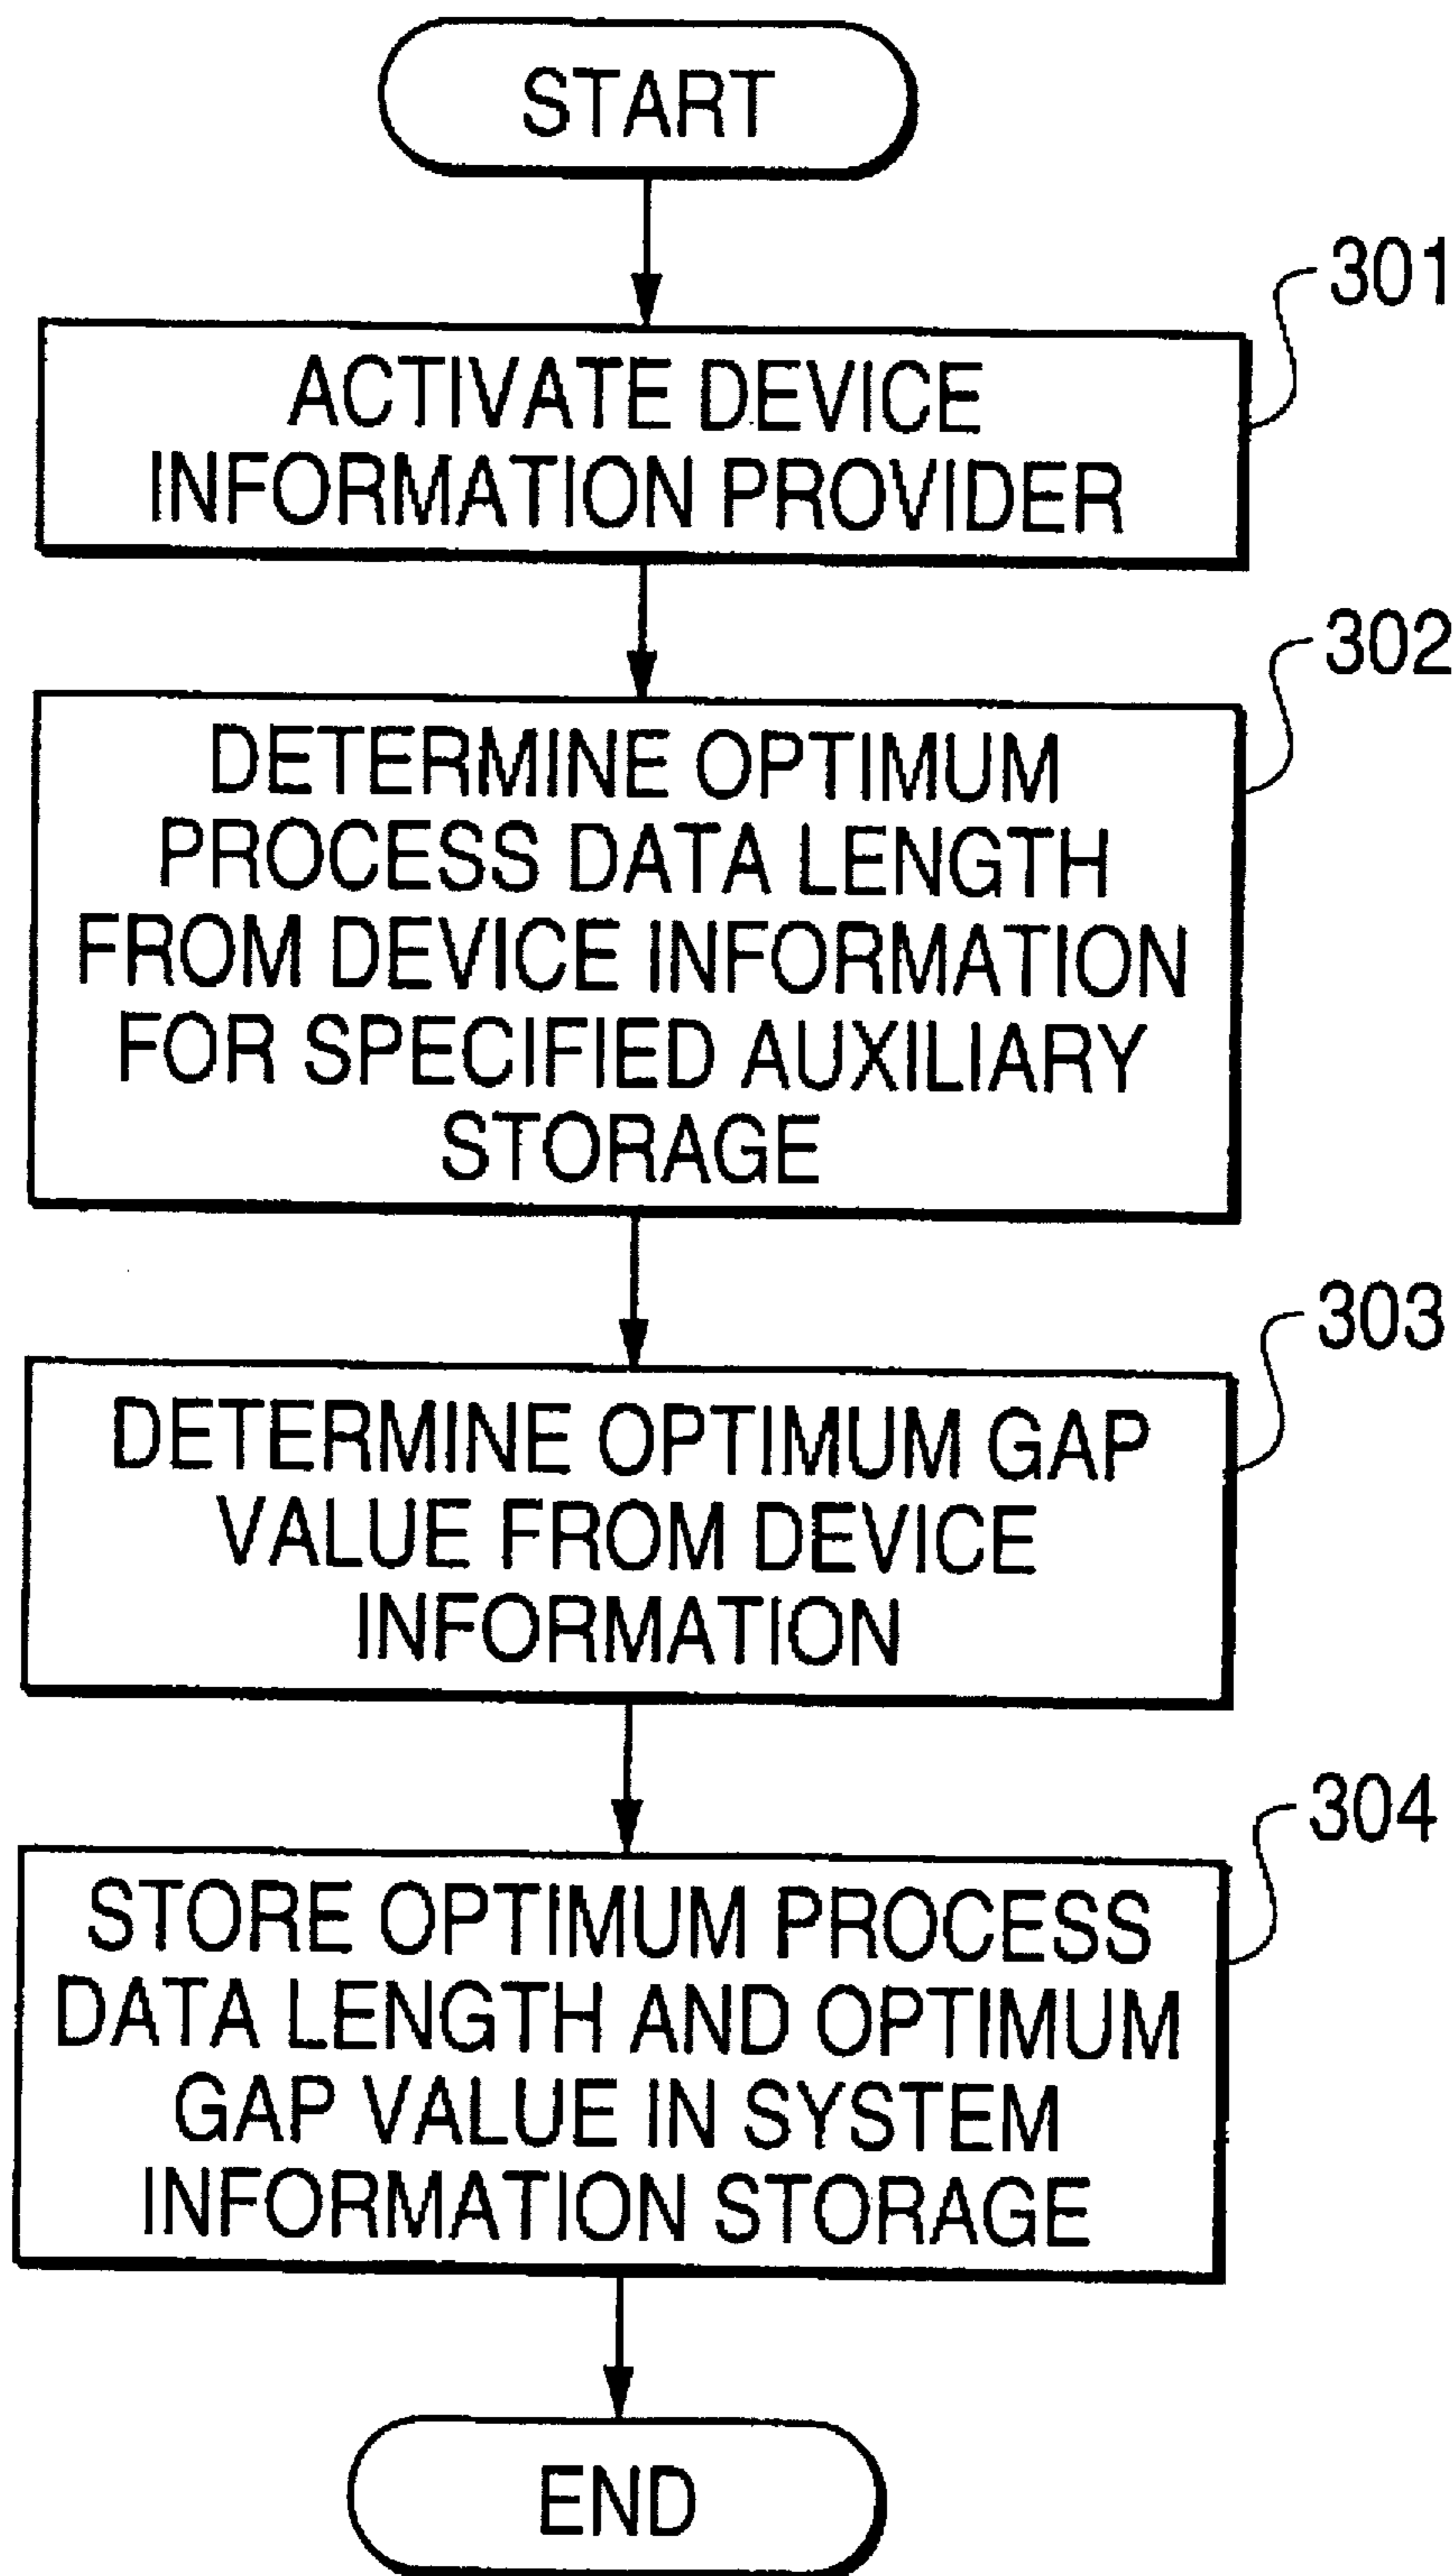 START
301
ACTIVATE DEVICE
INFORMATION PROVIDER
302
DETERMINE OPTIMUM
PROCESS DATA LENGTH
FROM DEVICE INFORMATION
FOR SPECIFIED AUXILIARY
STORAGE
303
DETERMINE OPTIMUM GAP
VALUE FROM DEVICE
INFORMATION
304
STORE OPTIMUM PROCESS
DATA LENGTH AND OPTIMUM
GAP VALUE IN SYSTEM
INFORMATION STORAGE
END